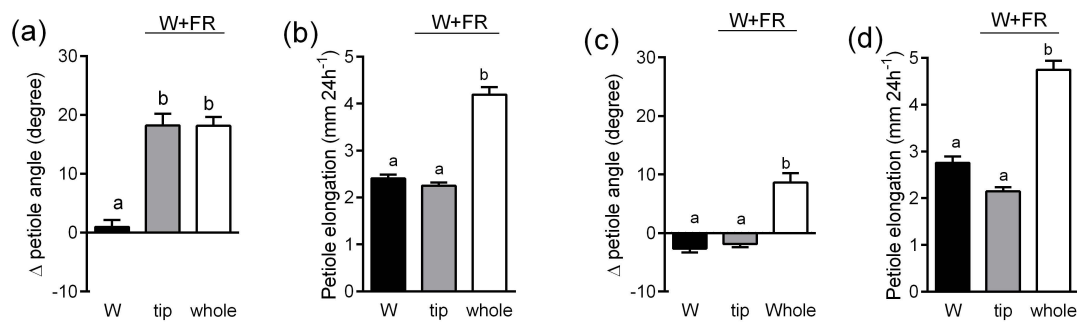 (a)
W+FR
Δ petiole angle (degree)
30
20
10
0
-10
a
b
b
W
tip
whole
(b)
W+FR
Petiole elongation (mm 24h⁻¹)
5
4
3
2
1
0
a
a
b
W
tip
whole
(c)
W+FR
Δ petiole angle (degree)
30
20
10
0
-10
a
a
b
W
tip
Whole
(d)
W+FR
Petiole elongation (mm 24h⁻¹)
5
4
3
2
1
0
a
a
b
W
tip
whole